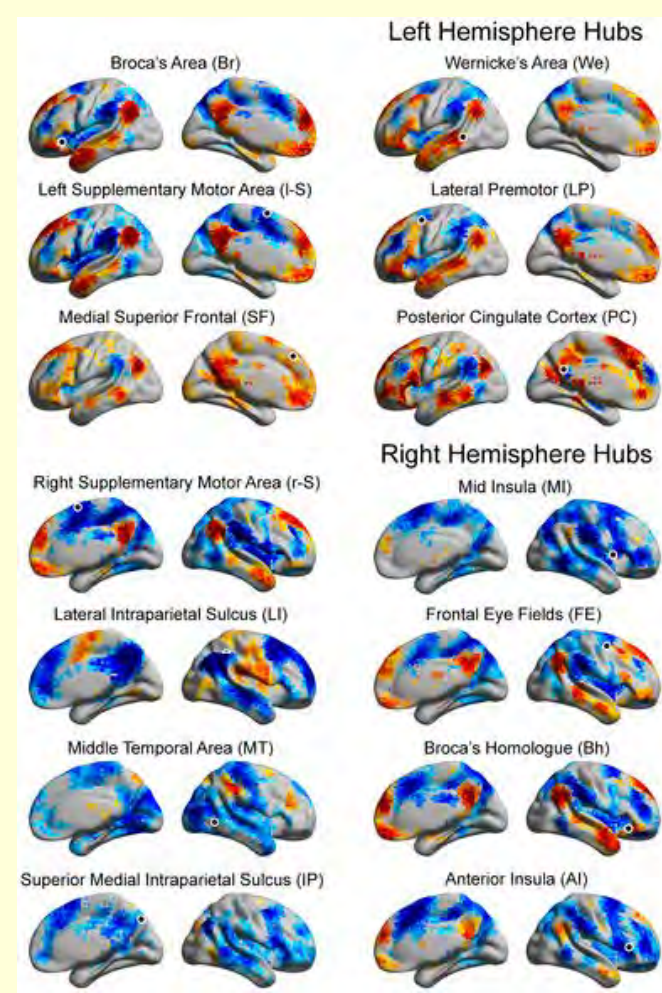 Left Hemisphere Hubs
Broca's Area (Br)
Wernicke's Area (We)
Left Supplementary Motor Area (l-S)
Lateral Premotor (LP)
Medial Superior Frontal (SF)
Posterior Cingulate Cortex (PC)
Right Hemisphere Hubs
Right Supplementary Motor Area (r-S)
Mid Insula (MI)
Lateral Intraparietal Sulcus (LI)
Frontal Eye Fields (FE)
Middle Temporal Area (MT)
Broca's Homologue (Bh)
Superior Medial Intraparietal Sulcus (IP)
Anterior Insula (AI)